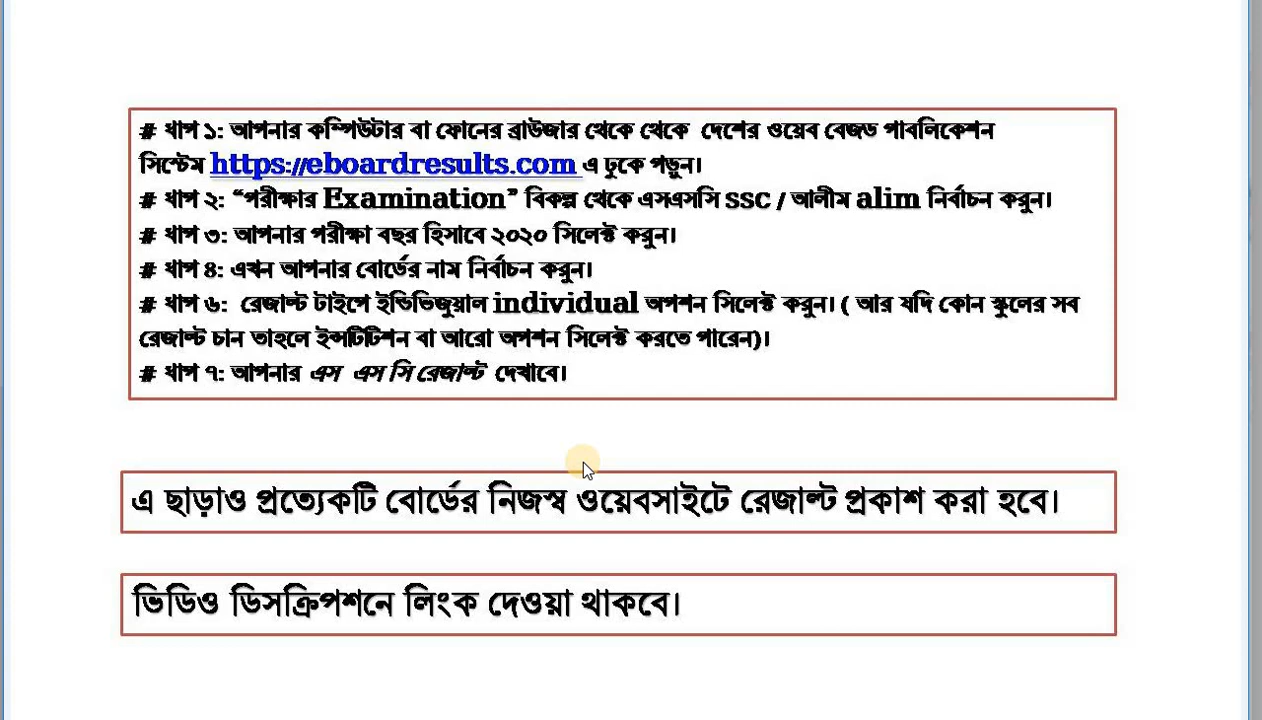 # ধাপ ১: আপনার কম্পিউটার বা ফোনের ব্রাউজার থেকে থেকে দেশের ওয়েব বেজড পাবলিকেশন
সিস্টেম https://eboardresults.com এ ঢুকে পড়ুন।
# ধাপ ২: “পরীক্ষার Examination” বিকল্প থেকে এসএসসি ssc / আলীম alim নির্বাচন করুন।
# ধাপ ৩: আপনার পরীক্ষা বছর হিসাবে ২০২০ সিলেক্ট করুন।
# ধাপ ৪: এখন আপনার বোর্ডের নাম নির্বাচন করুন।
# ধাপ ৬: রেজাল্ট টাইপে ইন্ডিভিজুয়াল individual অপশন সিলেক্ট করুন। ( আর যদি কোন স্কুলের সব
রেজাল্ট চান তাহলে ইন্সটিটিশন বা আরো অপশন সিলেক্ট করতে পারেন)।
# ধাপ ৭: আপনার এস এস সি রেজাল্ট দেখাবে।
এ ছাড়াও প্রত্যেকটি বোর্ডের নিজস্ব ওয়েবসাইটে রেজাল্ট প্রকাশ করা হবে।
ভিডিও ডিসক্রিপশনে লিংক দেওয়া থাকবে।